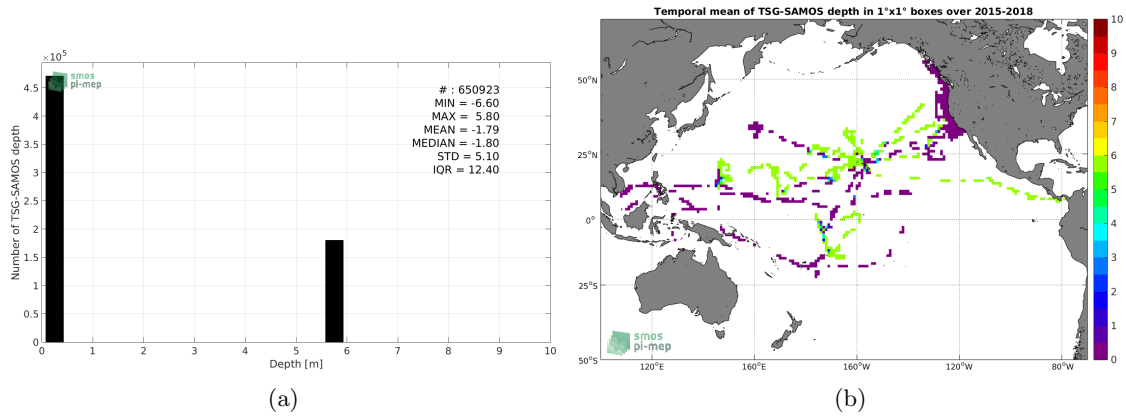 ×10⁵
smos
pi-mep
# : 650923
MIN = -6.60
MAX = 5.80
MEAN = -1.79
MEDIAN = -1.80
STD = 5.10
IQR = 12.40
Number of TSG-SAMOS depth
4.5
4
3.5
3
2.5
2
1.5
1
0.5
0
0 1 2 3 4 5 6 7 8 9 10
Depth [m]
(a)
Temporal mean of TSG-SAMOS depth in 1°x1° boxes over 2015-2018
50°N
25°N
0°
25°S
50°S
smos
pi-mep
120°E 160°E 160°W 120°W 80°W
10
9
8
7
6
5
4
3
2
1
0
(b)